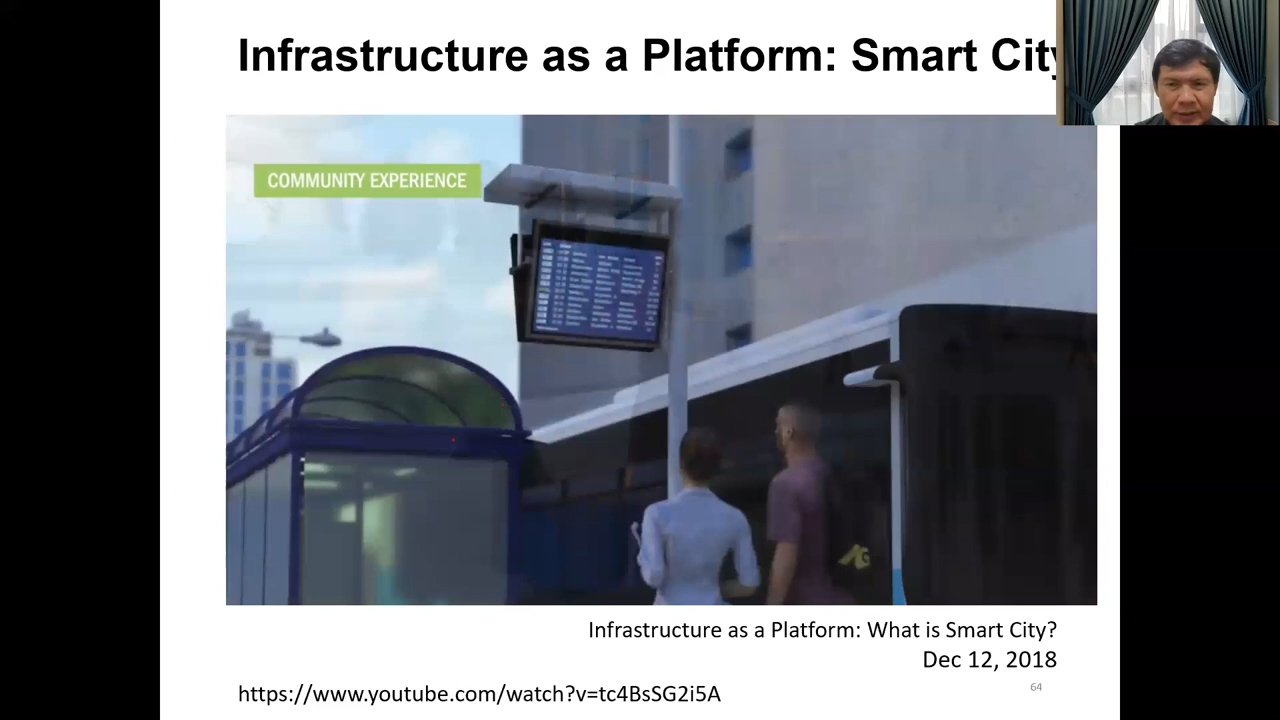 Infrastructure as a Platform: Smart City
COMMUNITY EXPERIENCE
Infrastructure as a Platform: What is Smart City?
Dec 12, 2018
https://www.youtube.com/watch?v=tc4BsSG2i5A
64